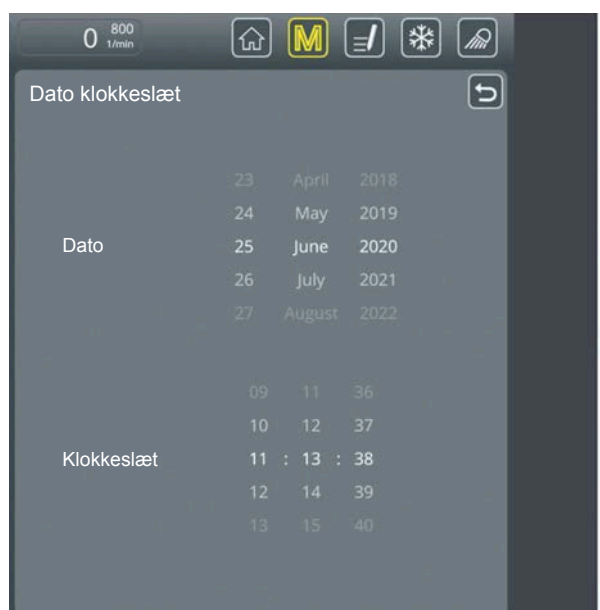 0 800 1/min M
Dato klokkeslæt
23 April 2018
24 May 2019
Dato 25 June 2020
26 July 2021
27 August 2022
09 11 36
10 12 37
Klokkeslæt 11 : 13 : 38
12 14 39
13 15 40